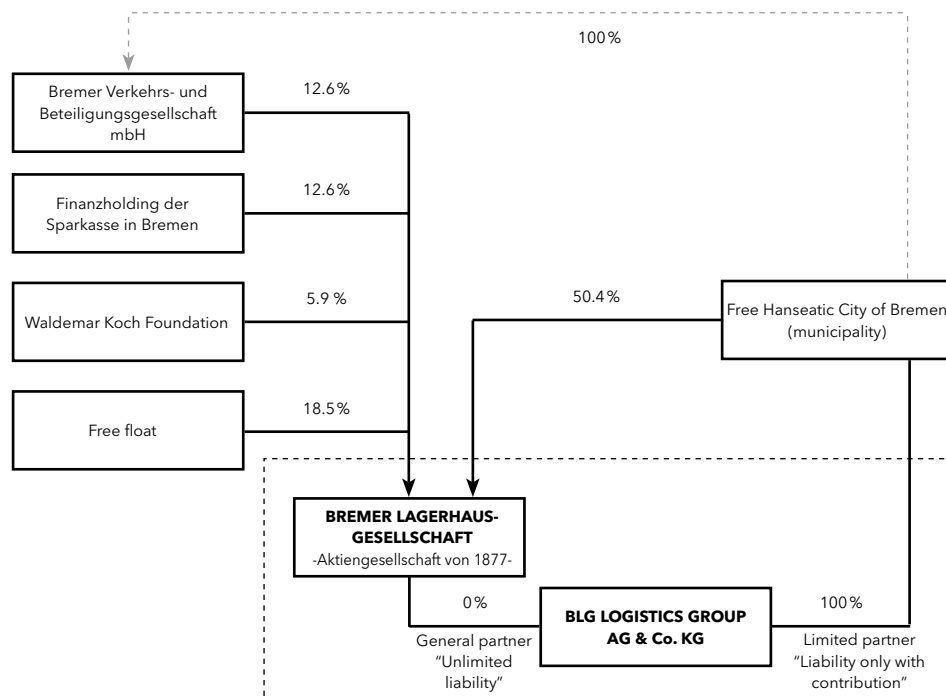 100%
Bremer Verkehrs- und
Beteiligungsgesellschaft
mbH
12.6%
Finanzholding der
Sparkasse in Bremen
12.6%
Waldemar Koch Foundation
5.9 %
50.4%
Free Hanseatic City of Bremen
(municipality)
Free float
18.5%
BREMER LAGERHAUS-
GESELLSCHAFT
-Aktiengesellschaft von 1877-
0%
General partner
“Unlimited
liability”
BLG LOGISTICS GROUP
AG & Co. KG
100%
Limited partner
“Liability only with
contribution”